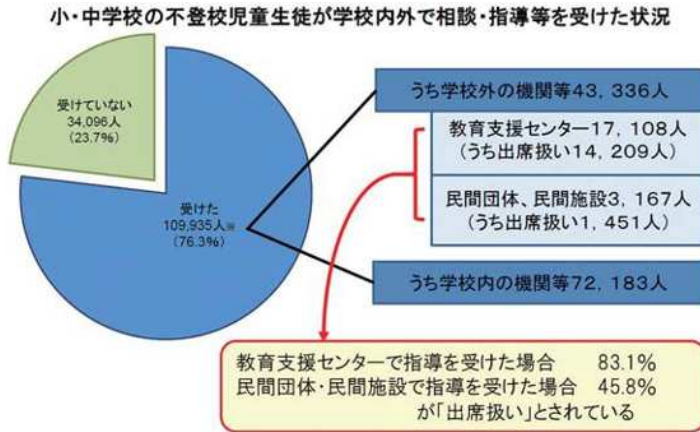 小・中学校の不登校児童生徒が学校内外で相談・指導等を受けた状況
受けていない
34,096人
(23.7%)
受けた
109,935人※
(76.3%)
うち学校外の機関等43, 336人
教育支援センター17, 108人
(うち出席扱い14, 209人)
民間団体、民間施設3, 167人
(うち出席扱い1, 451人)
うち学校内の機関等72, 183人
教育支援センターで指導を受けた場合 83.1%
民間団体・民間施設で指導を受けた場合 45.8%
が「出席扱い」とされている